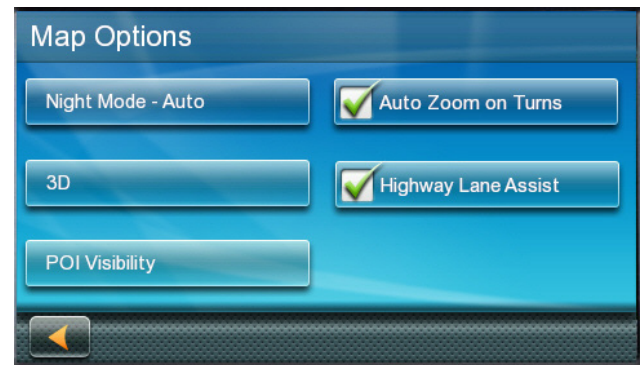 Map Options
Night Mode - Auto
Auto Zoom on Turns
3D
Highway Lane Assist
POI Visibility